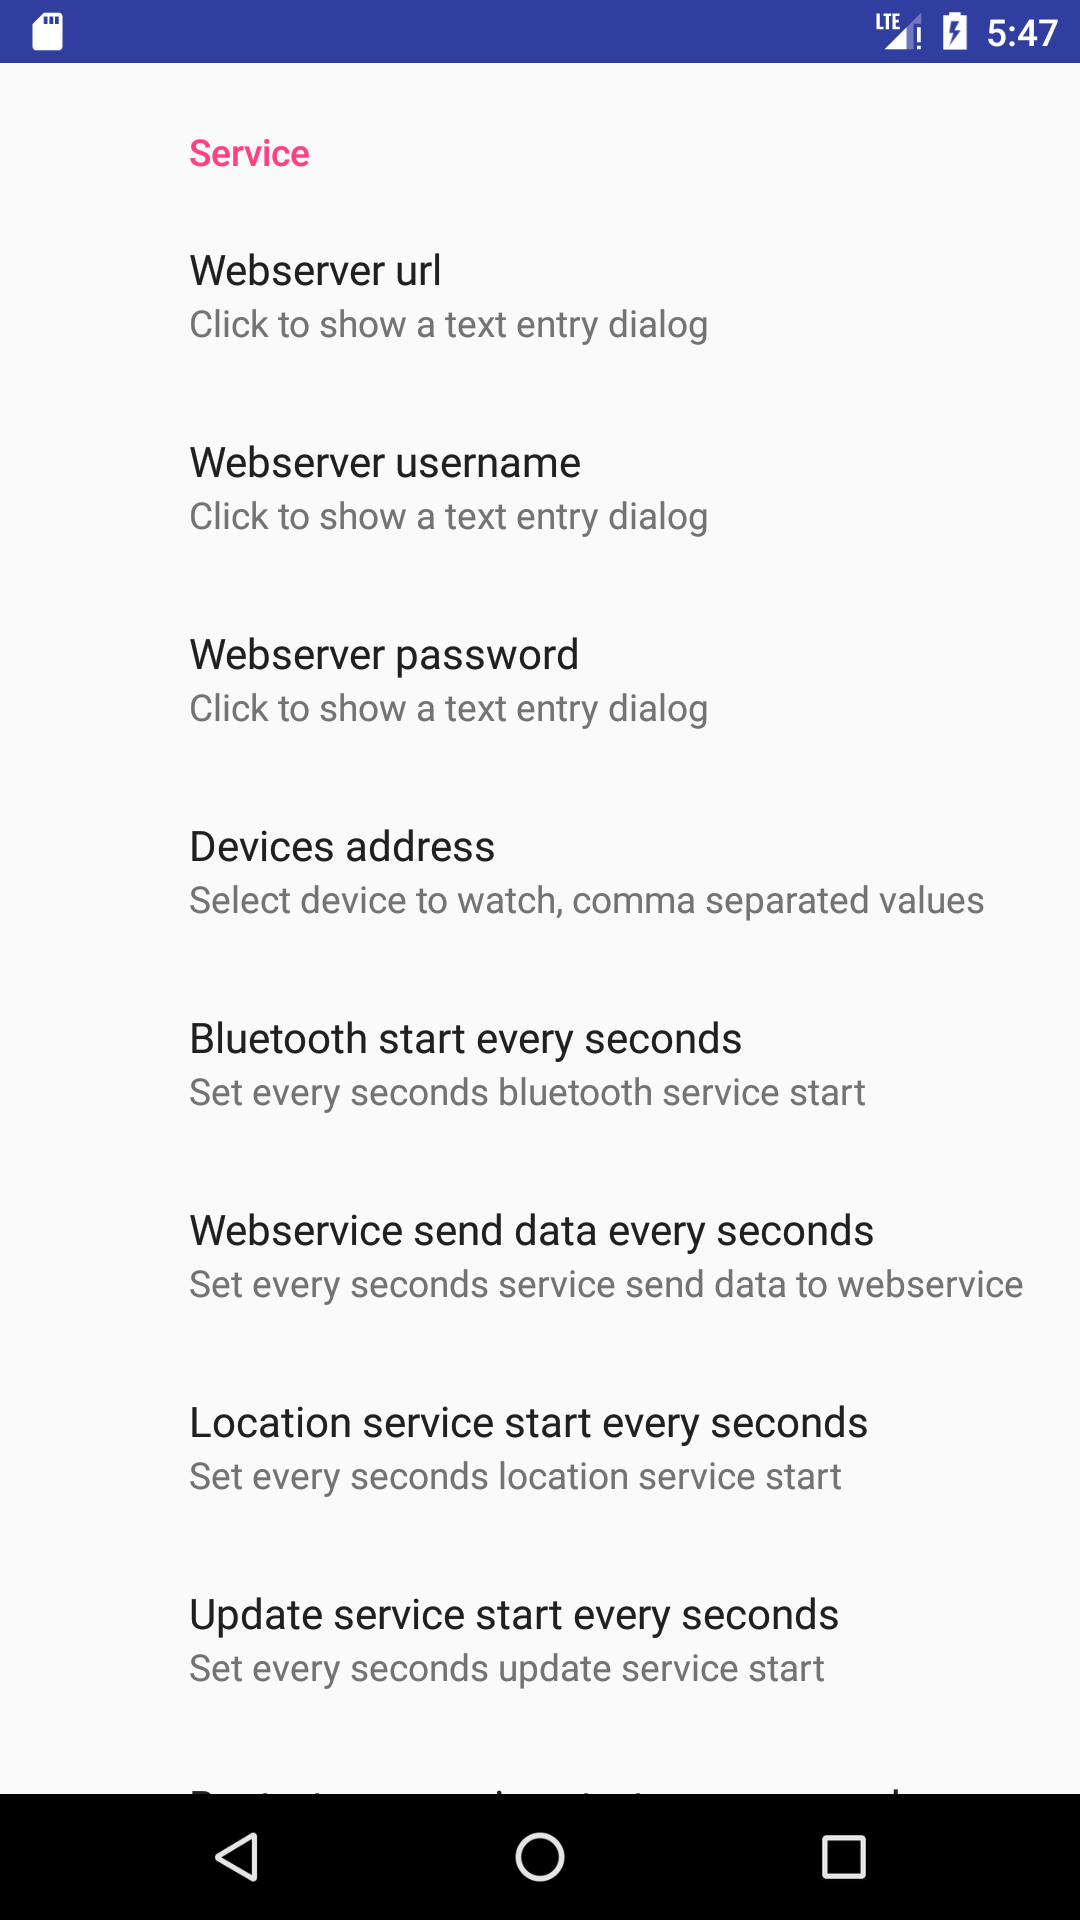 LTE 5:47
Service
Webserver url
Click to show a text entry dialog
Webserver username
Click to show a text entry dialog
Webserver password
Click to show a text entry dialog
Devices address
Select device to watch, comma separated values
Bluetooth start every seconds
Set every seconds bluetooth service start
Webservice send data every seconds
Set every seconds service send data to webservice
Location service start every seconds
Set every seconds location service start
Update service start every seconds
Set every seconds update service start